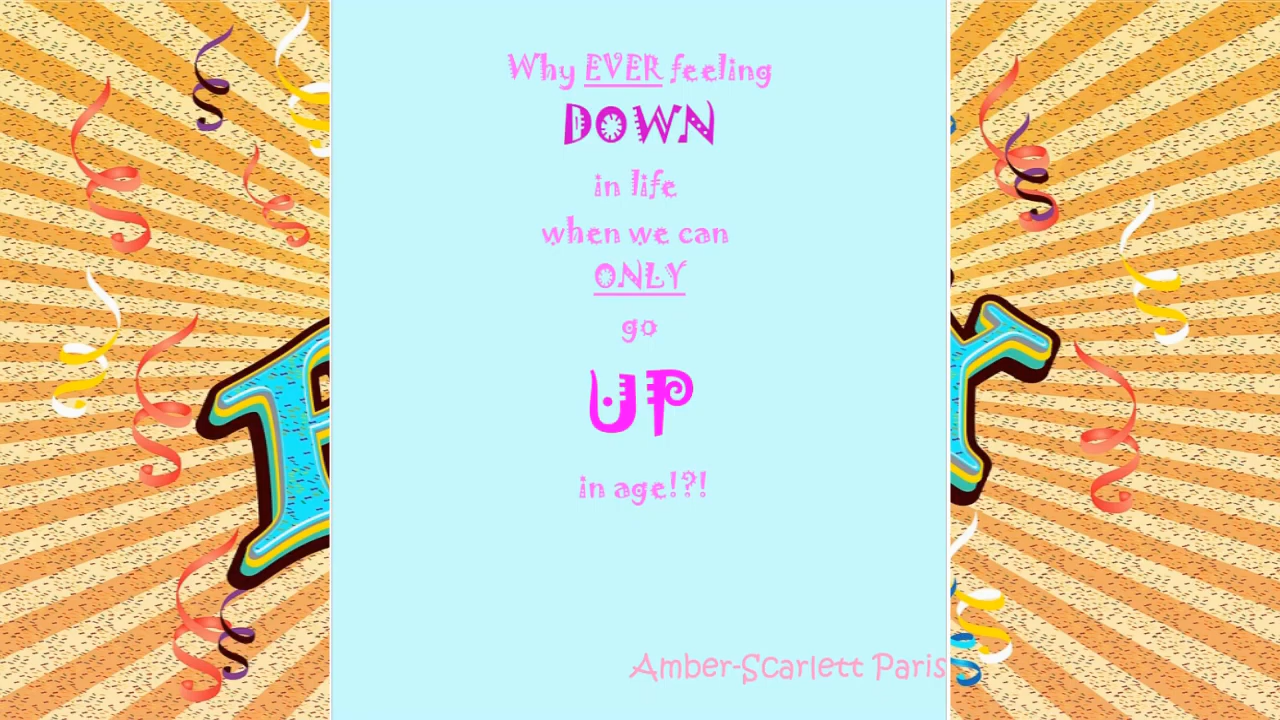 Why EVER feeling
DOWN
in life
when we can
ONLY
go
UP
in age!?!
Amber-Scarlett Paris